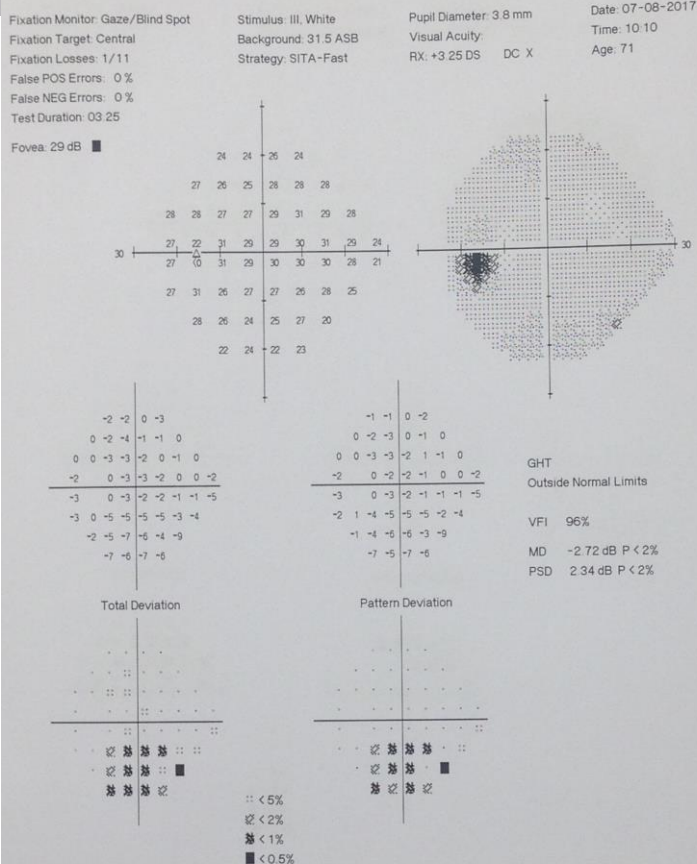 Fixation Monitor: Gaze/Blind Spot
Fixation Target: Central
Fixation Losses: 1/11
False POS Errors: 0 %
False NEG Errors: 0 %
Test Duration: 03:25
Fovea: 29 dB
Stimulus: III, White
Background: 31.5 ASB
Strategy: SITA-Fast
Pupil Diameter: 3.8 mm
Visual Acuity:
RX: +3.25 DS DC X
Date: 07-08-2017
Time: 10:10
Age: 71
24 24 26 24
27 26 25 28 28 28
28 28 27 27 29 31 29 28
27 22 31 29 29 30 31 29 24
30
30
27 31 29 30 30 30 28 21
27 31 26 27 27 26 28 25
28 26 24 25 27 20
22 24 22 23
-2 -2 0 -3
0 -2 -4 -1 -1 0
0 0 -3 -3 -2 0 -1 0
-2 0 -3 -3 -2 0 0 -2
-3 0 -3 -2 -2 -1 -1 -5
-3 0 -5 -5 -5 -5 -3 -4
-2 -5 -7 -6 -4 -9
-7 -6 -7 -6
Total Deviation
-1 -1 0 -2
0 -2 -3 0 -1 0
0 0 -3 -3 -2 1 -1 0
-2 0 -2 -2 -1 0 0 -2
-3 0 -3 -2 -1 -1 -1 -5
-2 1 -4 -5 -5 -5 -2 -4
-1 -4 -6 -6 -3 -9
-7 -5 -7 -6
Pattern Deviation
GHT
Outside Normal Limits
VFI 96%
MD -2.72 dB P < 2%
PSD 2.34 dB P < 2%
< 5%
< 2%
< 1%
< 0.5%